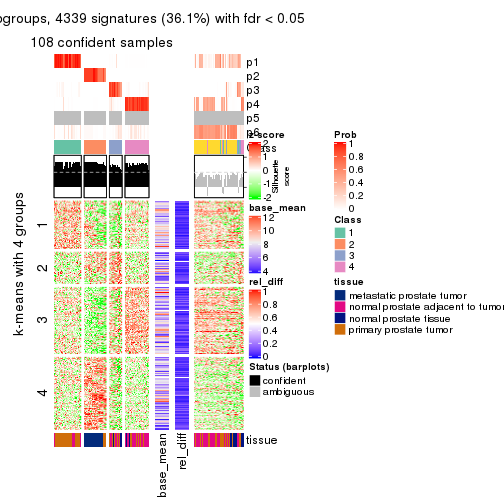 ogroups, 4339 signatures (36.1%) with fdr < 0.05
108 confident samples
p1
p2
p3
p4
p5
p6
Class
z-score
2
1
0
-1
-2
Silhouette
score
Prob
1
0.8
0.6
0.4
0.2
0
base_mean
12
10
8
6
4
Class
1
2
3
4
rel_diff
1
0.8
0.6
0.4
0.2
0
tissue
metastatic prostate tumor
normal prostate adjacent to tumor
normal prostate tissue
primary prostate tumor
Status (barplots)
confident
ambiguous
k-means with 4 groups
1
2
3
4
tissue
base_mean
rel_diff